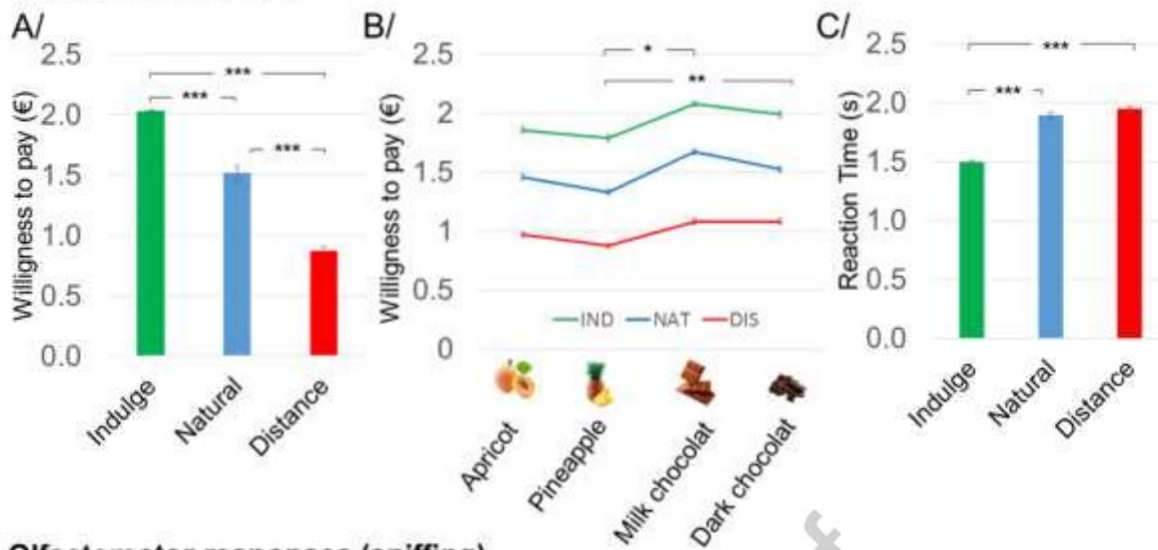 A/
Willigness to pay (€)
2.5
2.0
1.5
1.0
0.5
0.0
***
***
***
Indulge
Natural
Distance
B/
Willigness to pay (€)
2.5
2
1.5
1
0.5
0
*
**
IND NAT DIS
Apricot
Pineapple
Milk chocolat
Dark chocolat
C/
Reaction Time (s)
2.5
2.0
1.5
1.0
0.5
0.0
***
***
Indulge
Natural
Distance
f
Olfactometer responses (sniffing)